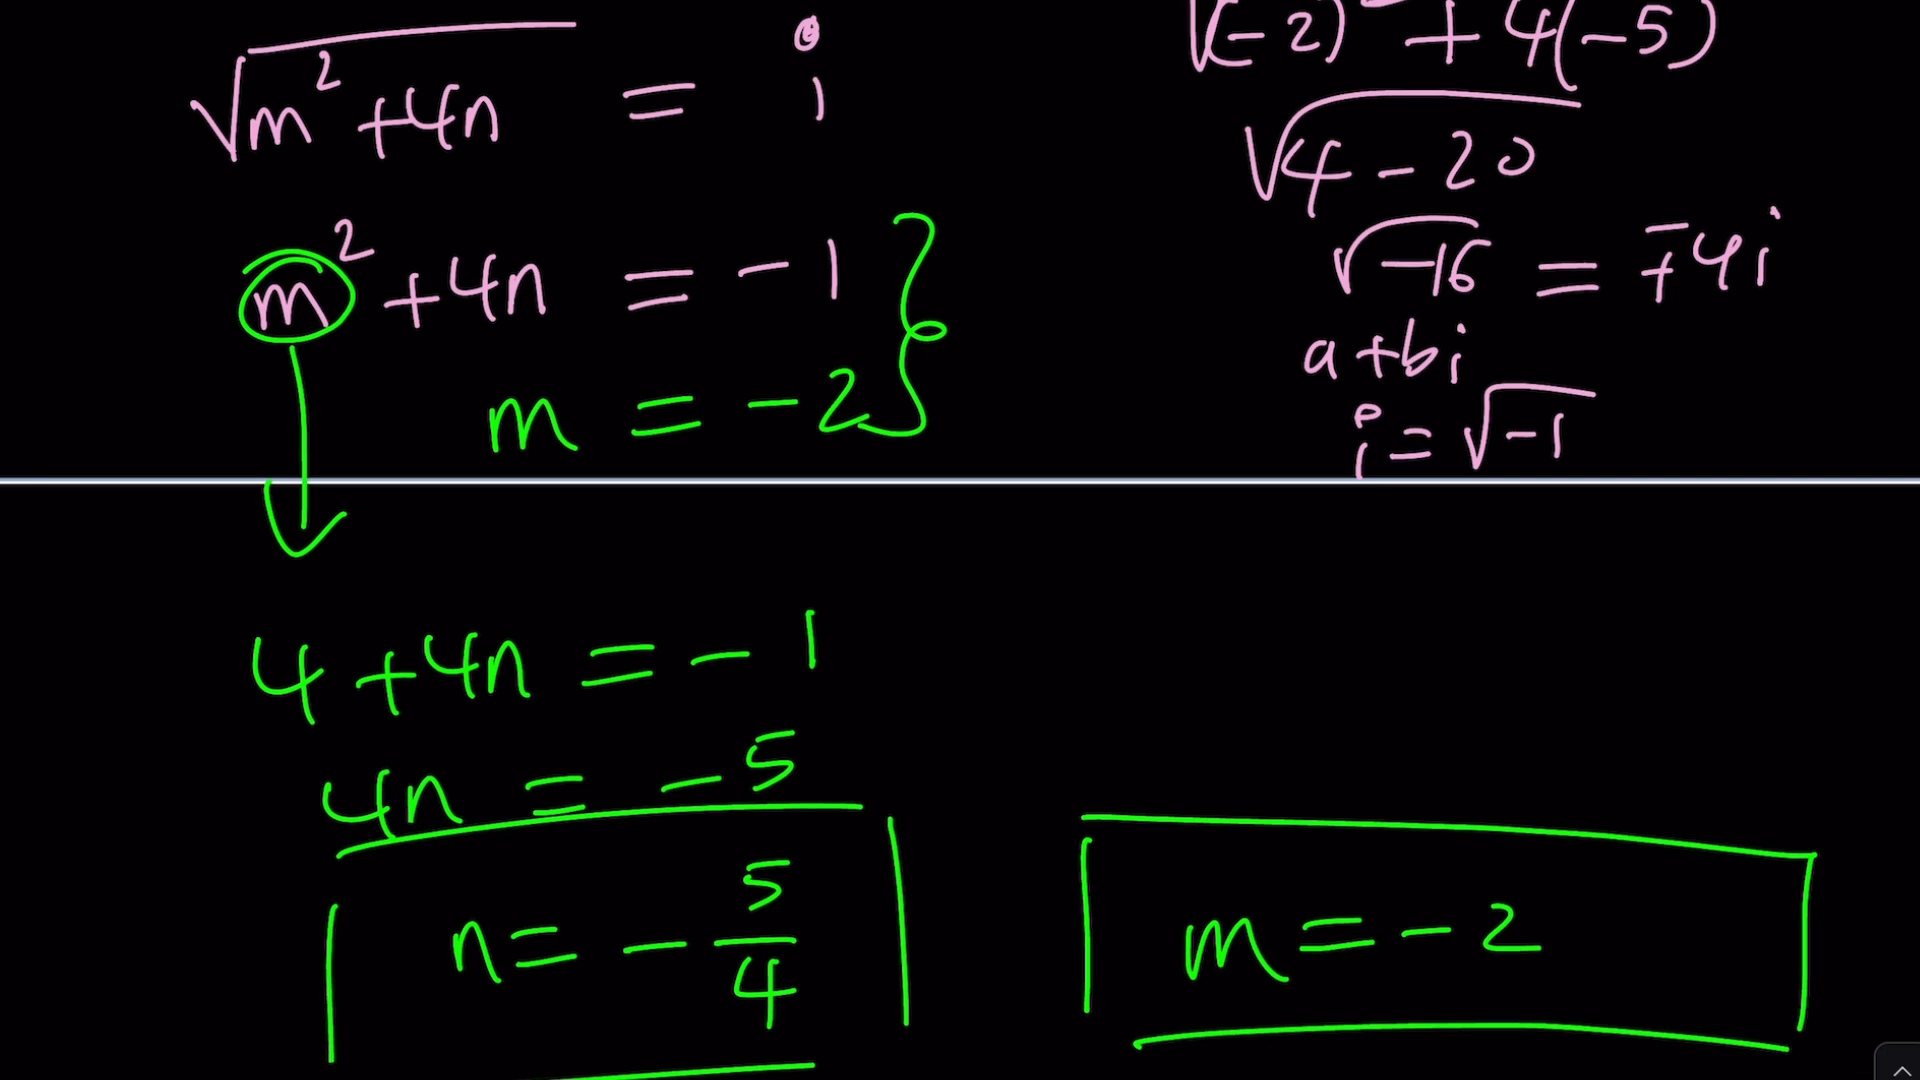 √m² + 4n = i
m² + 4n = -1
m = -2
√(-2)² + 4(-5)
√4 - 20
√-16 = ∓4i
a + bi
i = √-1
4 + 4n = -1
4n = -5
n = -5/4
m = -2